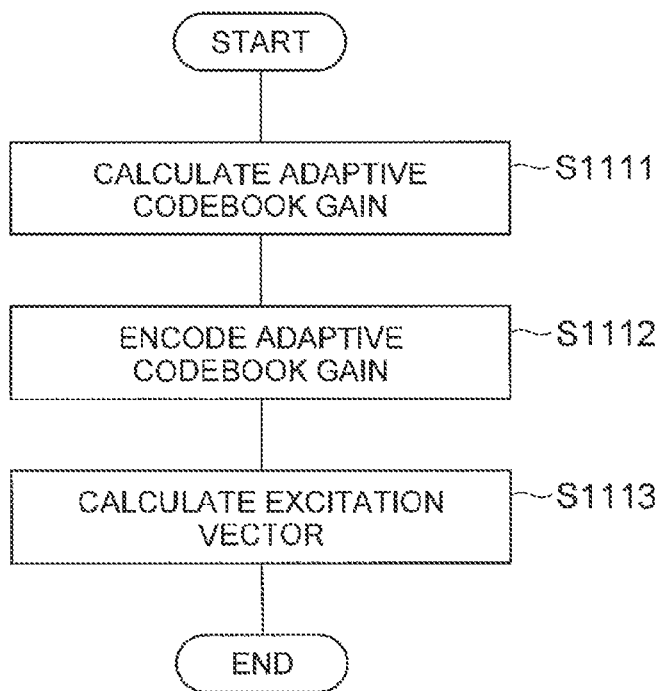 START
CALCULATE ADAPTIVE
CODEBOOK GAIN
S1111
ENCODE ADAPTIVE
CODEBOOK GAIN
S1112
CALCULATE EXCITATION
VECTOR
S1113
END